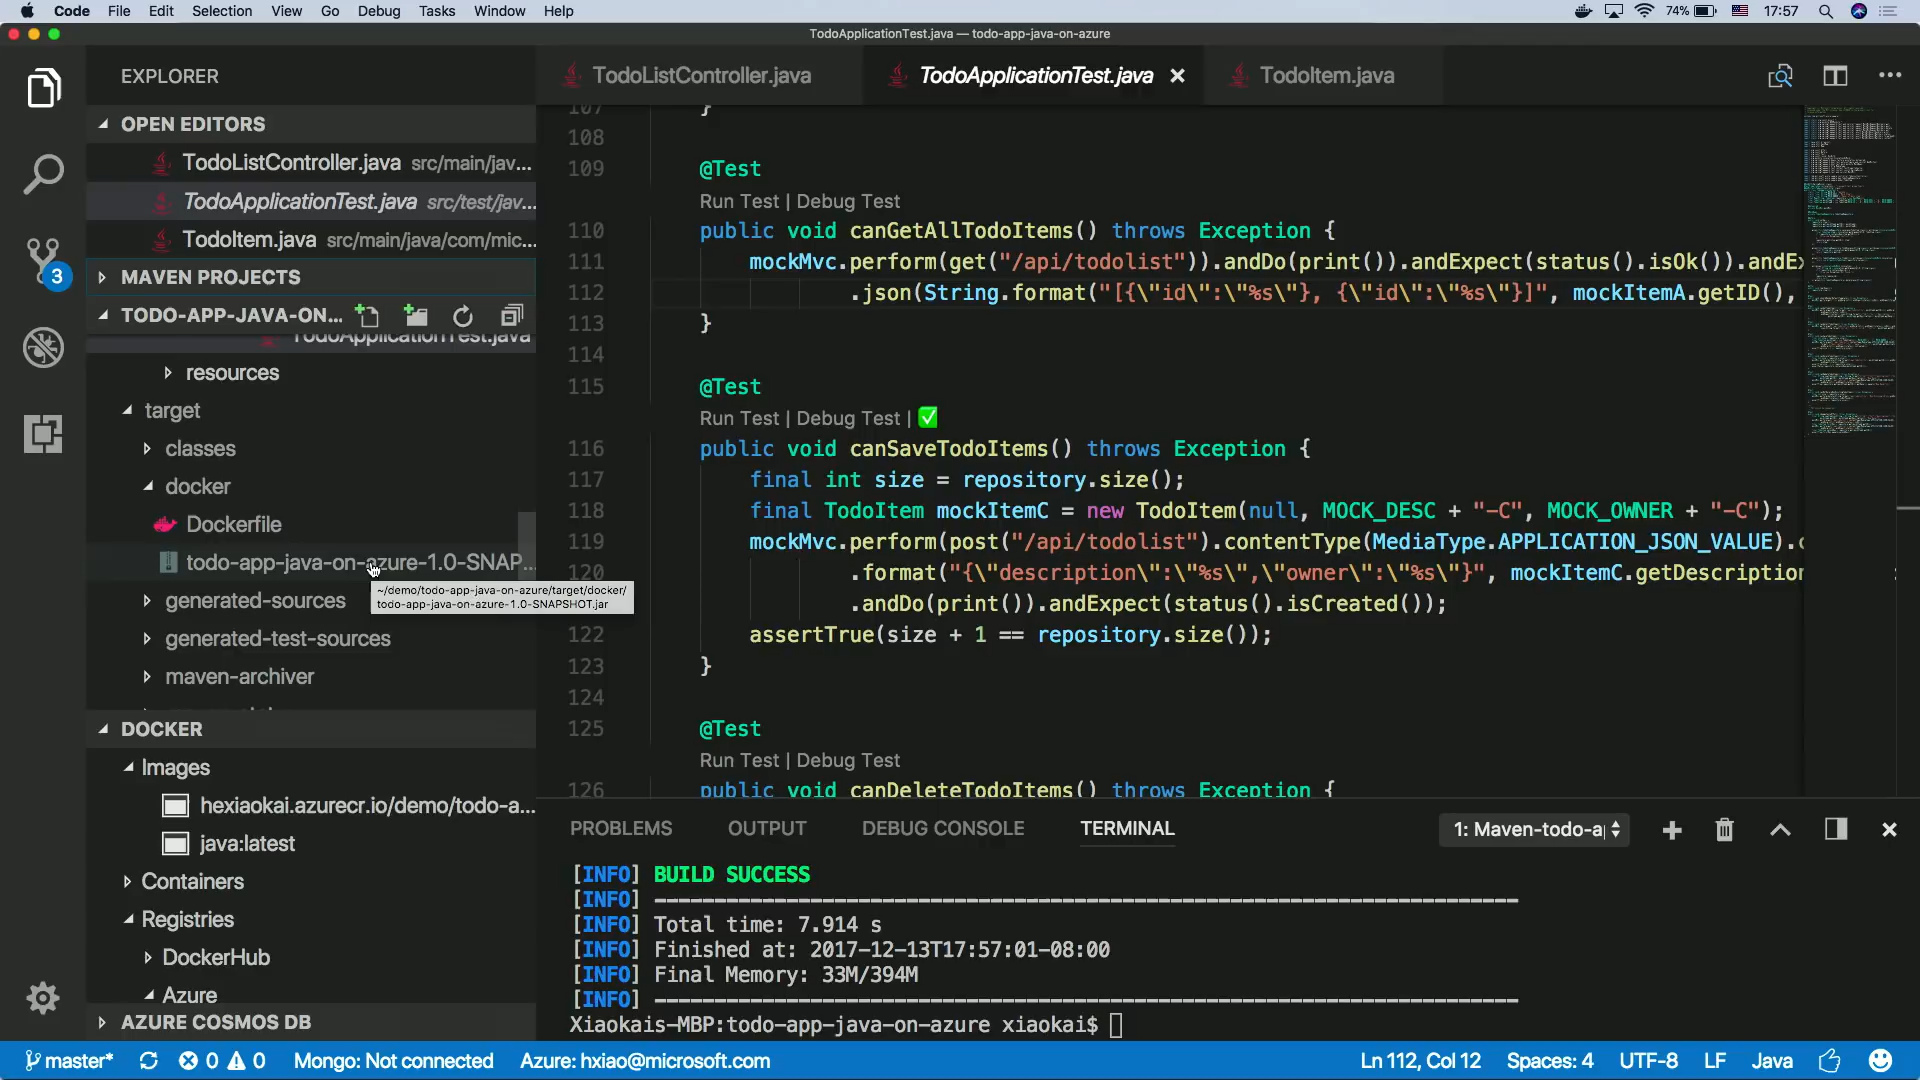 Code File Edit Selection View Go Debug Tasks Window Help
74% 17:57
TodoApplicationTest.java — todo-app-java-on-azure
EXPLORER
OPEN EDITORS
TodoListController.java src/main/jav...
TodoApplicationTest.java src/test/jav...
TodoItem.java src/main/java/com/mic...
3
MAVEN PROJECTS
TODO-APP-JAVA-ON...
TodoApplicationTest.java
resources
target
classes
docker
Dockerfile
todo-app-java-on-azure-1.0-SNAP...
~/demo/todo-app-java-on-azure/target/docker/
todo-app-java-on-azure-1.0-SNAPSHOT.jar
generated-sources
generated-test-sources
maven-archiver
DOCKER
Images
hexiaokai.azurecr.io/demo/todo-a...
java:latest
Containers
Registries
DockerHub
Azure
AZURE COSMOS DB
TodoListController.java TodoApplicationTest.java TodoItem.java
107 }
108
109 @Test
Run Test | Debug Test
110 public void canGetAllTodoItems() throws Exception {
111 mockMvc.perform(get("/api/todolist")).andDo(print()).andExpect(status().isOk()).andEx
112 .json(String.format("[{\"id\":\"%s\"}, {\"id\":\"%s\"}]", mockItemA.getID(),
113 }
114
115 @Test
Run Test | Debug Test | ✅
116 public void canSaveTodoItems() throws Exception {
117 final int size = repository.size();
118 final TodoItem mockItemC = new TodoItem(null, MOCK_DESC + "-C", MOCK_OWNER + "-C");
119 mockMvc.perform(post("/api/todolist").contentType(MediaType.APPLICATION_JSON_VALUE).c
120 .format("{\"description\":\"%s\",\"owner\":\"%s\"}", mockItemC.getDescription
.andDo(print()).andExpect(status().isCreated());
122 assertTrue(size + 1 == repository.size());
123 }
124
125 @Test
Run Test | Debug Test
126 public void canDeleteTodoItems() throws Exception {
PROBLEMS OUTPUT DEBUG CONSOLE TERMINAL 1: Maven-todo-a
[INFO] BUILD SUCCESS
[INFO] ------------------------------------------------------------------------
[INFO] Total time: 7.914 s
[INFO] Finished at: 2017-12-13T17:57:01-08:00
[INFO] Final Memory: 33M/394M
[INFO] ------------------------------------------------------------------------
Xiaokais-MBP:todo-app-java-on-azure xiaokai$
master* 0 0 Mongo: Not connected Azure: hxiao@microsoft.com Ln 112, Col 12 Spaces: 4 UTF-8 LF Java